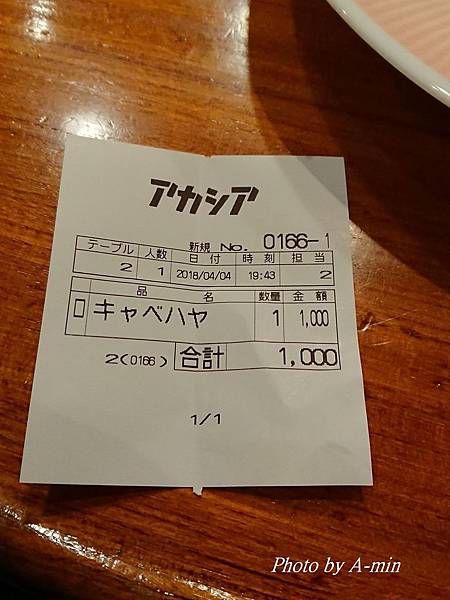 アカシア
新規 No. 0166-1
テーブル 人数 日付 時刻 担当
2 1 2018/04/04 19:43 2
品名 数量 金額
ロ キャベハヤ 1 1,000
2(0166) 合計 1,000
1/1
Photo by A-min